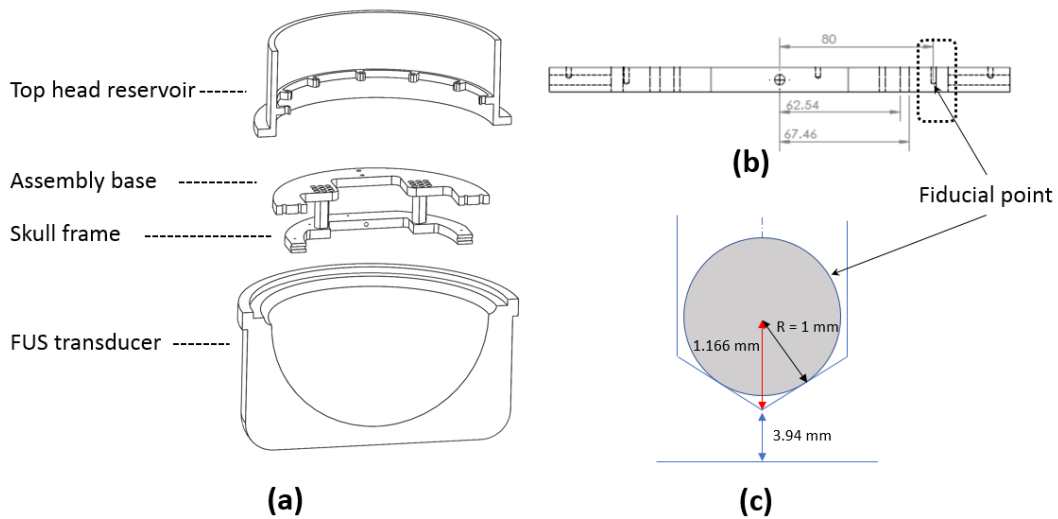 Top head reservoir
Assembly base
Skull frame
FUS transducer
(a)
80
62.54
67.46
(b)
Fiducial point
R = 1 mm
1.166 mm
3.94 mm
(c)